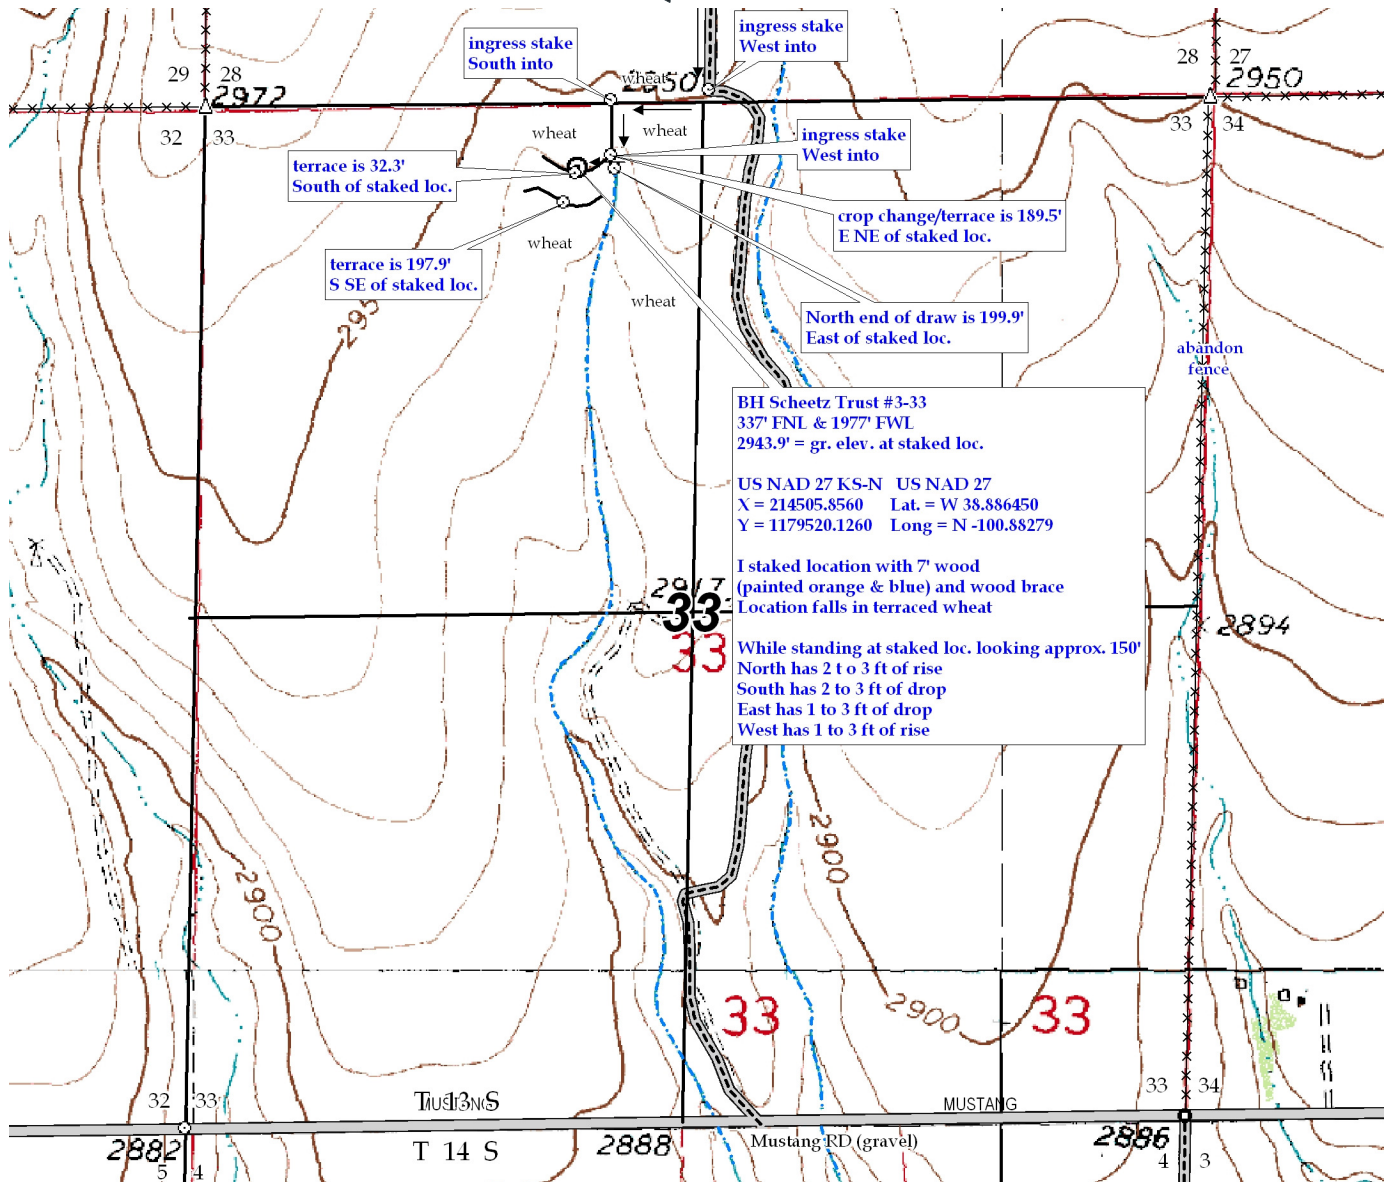 ingress stake
South into
ingress stake
West into
29
28
2972
wheat
2950
28
27
2950
32
33
33
34
wheat
wheat
ingress stake
West into
terrace is 32.3'
South of staked loc.
crop change/terrace is 189.5'
E NE of staked loc.
wheat
terrace is 197.9'
S SE of staked loc.
wheat
295
North end of draw is 199.9'
East of staked loc.
abandon
fence
BH Scheetz Trust #3-33
337' FNL & 1977' FWL
2943.9' = gr. elev. at staked loc.
US NAD 27 KS-N US NAD 27
X = 214505.8560 Lat. = W 38.886450
Y = 1179520.1260 Long = N -100.88279
I staked location with 7' wood
(painted orange & blue) and wood brace
Location falls in terraced wheat
While standing at staked loc. looking approx. 150'
North has 2 t o 3 ft of rise
South has 2 to 3 ft of drop
East has 1 to 3 ft of drop
West has 1 to 3 ft of rise
2917
33
33
2894
2900
2900
2900
33
33
32
33
T 13 S
MUSTANG
MUSTANG
33
34
2882
T 14 S
2888
Mustang RD (gravel)
2886
5
4
4
3